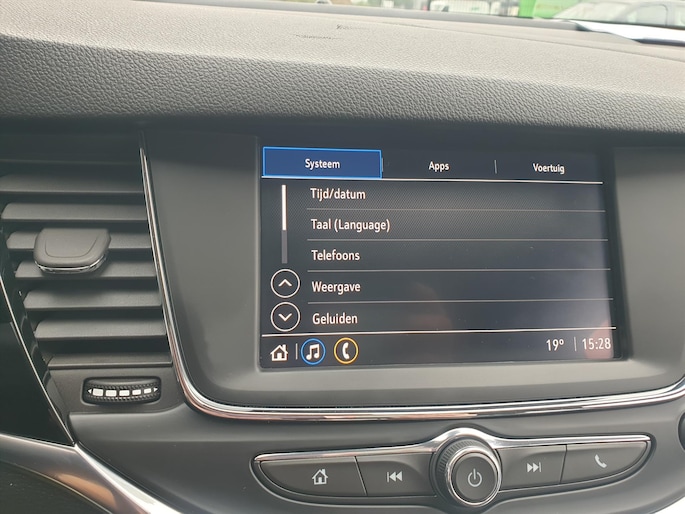 Systeem Apps Voertuig
Tijd/datum
Taal (Language)
Telefoons
Weergave
Geluiden
19° 15:28